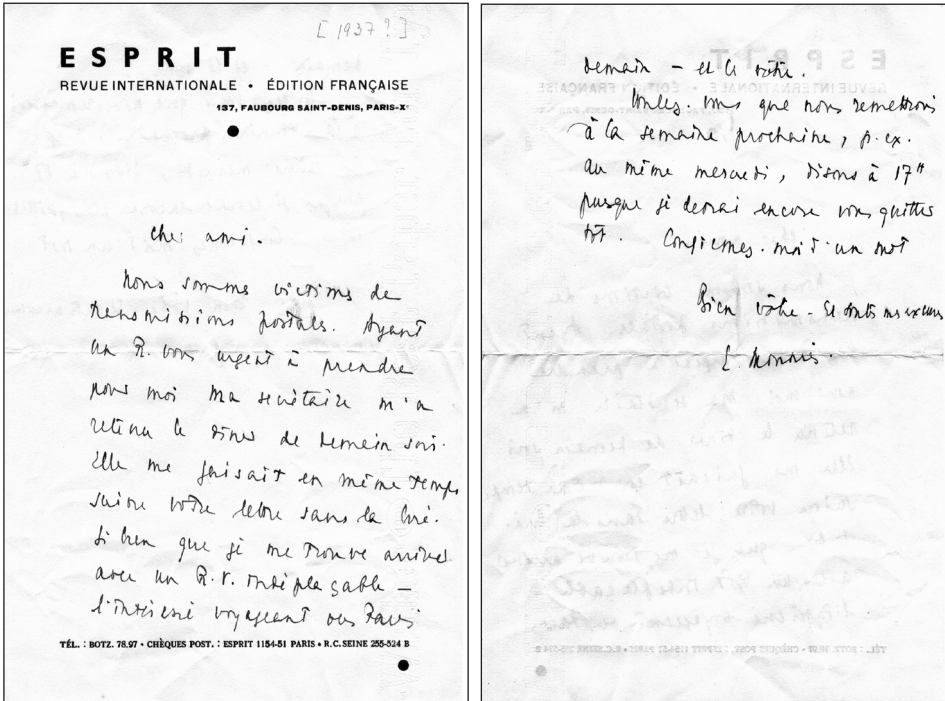 [1937?]
ESPRIT
REVUE INTERNATIONALE • ÉDITION FRANÇAISE
137, FAUBOURG SAINT-DENIS, PARIS-Xᵉ
Cher ami.
Nous sommes victimes de
transmissions postales. Ayant
un R. vous urgent à prendre
pour moi ma secrétaire m'a
retenu le dîner de demain soir.
Elle me faisait en même temps
suivre votre lettre sans la lire.
Si bien que je me trouve arrivé
avec un R.V. indéplaçable —
l'intéressé voyageant vers Paris
TÉL. : BOTZ. 78.97 • CHÈQUES POST. : ESPRIT 1154-51 PARIS • R.C. SEINE 255-524 B
demain – et le vôtre.
Voulez-vous que nous remettions
à la semaine prochaine, p. ex.
au même mercredi, disons à 17ʰ
puisque je devrai encore vous quitter
tôt. Confirmez-moi d'un mot
Bien vôtre – et toutes mes excuses
E. Mounier.